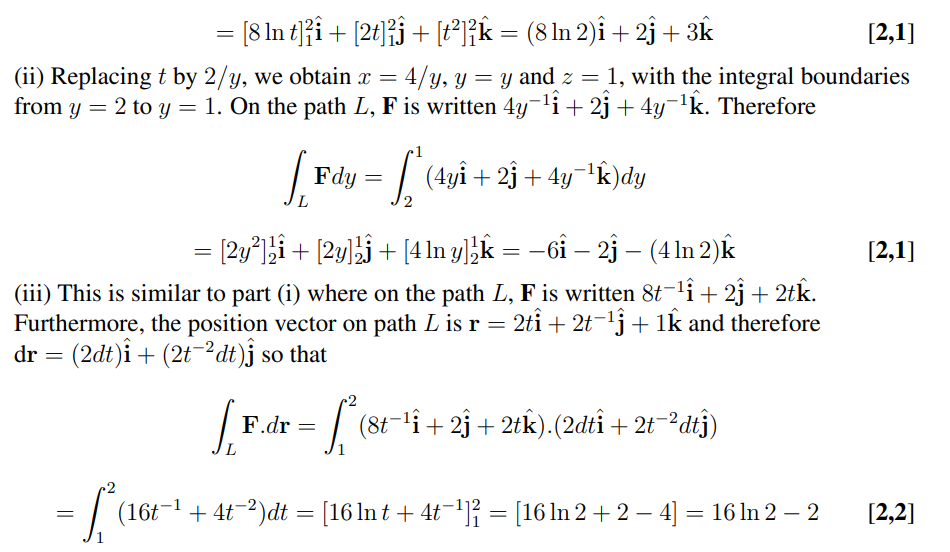 = [8 ln t]₁²î + [2t]₁²ĵ + [t²]₁²k̂ = (8 ln 2)î + 2ĵ + 3k̂ [2,1]
(ii) Replacing t by 2/y, we obtain x = 4/y, y = y and z = 1, with the integral boundaries
from y = 2 to y = 1. On the path L, F is written 4y⁻¹î + 2ĵ + 4y⁻¹k̂. Therefore
∫_L Fdy = ∫₂¹ (4yî + 2ĵ + 4y⁻¹k̂)dy
= [2y²]₂¹î + [2y]₂¹ĵ + [4 ln y]₂¹k̂ = −6î − 2ĵ − (4 ln 2)k̂ [2,1]
(iii) This is similar to part (i) where on the path L, F is written 8t⁻¹î + 2ĵ + 2tk̂.
Furthermore, the position vector on path L is r = 2tî + 2t⁻¹ĵ + 1k̂ and therefore
dr = (2dt)î + (2t⁻²dt)ĵ so that
∫_L F.dr = ∫₁² (8t⁻¹î + 2ĵ + 2tk̂).(2dtî + 2t⁻²dtĵ)
= ∫₁² (16t⁻¹ + 4t⁻²)dt = [16 ln t + 4t⁻¹]₁² = [16 ln 2 + 2 − 4] = 16 ln 2 − 2 [2,2]